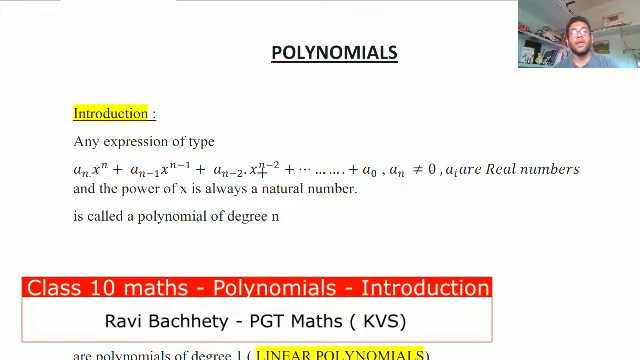 POLYNOMIALS
Introduction :
Any expression of type
aₙxⁿ + aₙ₋₁xⁿ⁻¹ + aₙ₋₂.xⁿ⁻² + ⋯ … … . + a₀ , aₙ ≠ 0 , aᵢare Real numbers
and the power of x is always a natural number.
is called a polynomial of degree n
Class 10 maths - Polynomials - Introduction
Ravi Bachhety - PGT Maths ( KVS)
are polynomials of degree 1 ( LINEAR POLYNOMIALS)